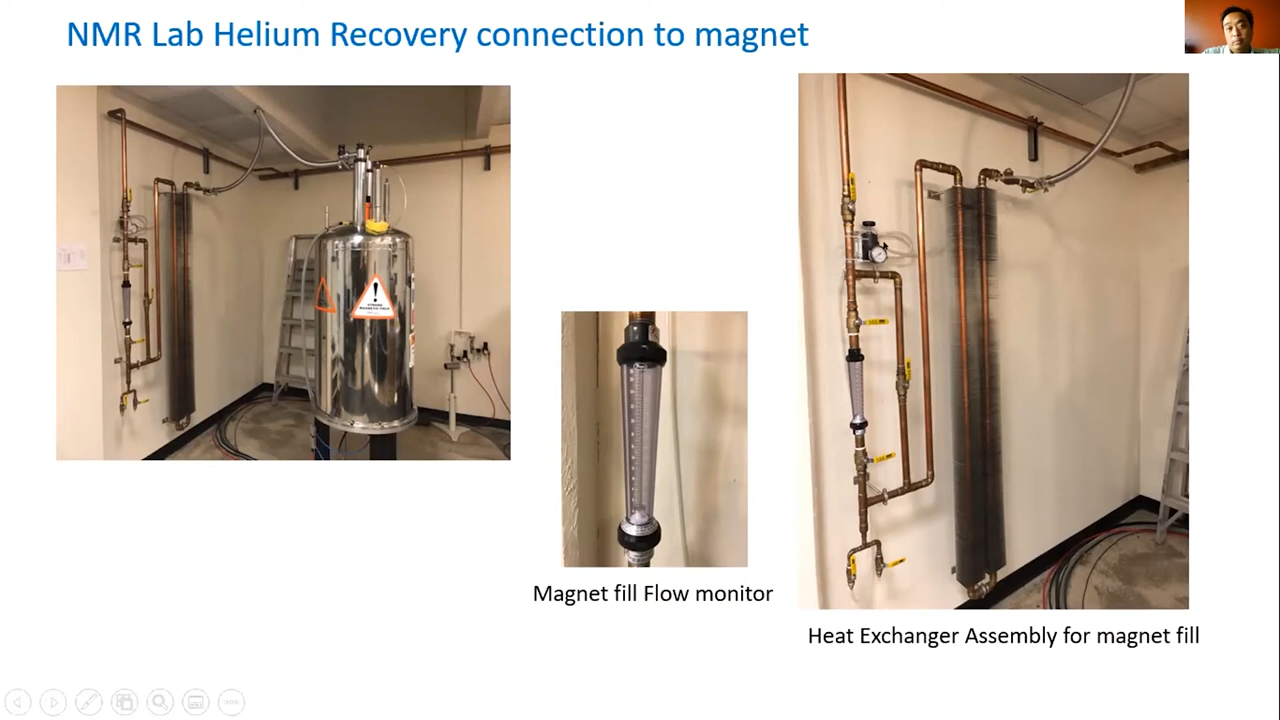 NMR Lab Helium Recovery connection to magnet
Magnet fill Flow monitor
Heat Exchanger Assembly for magnet fill